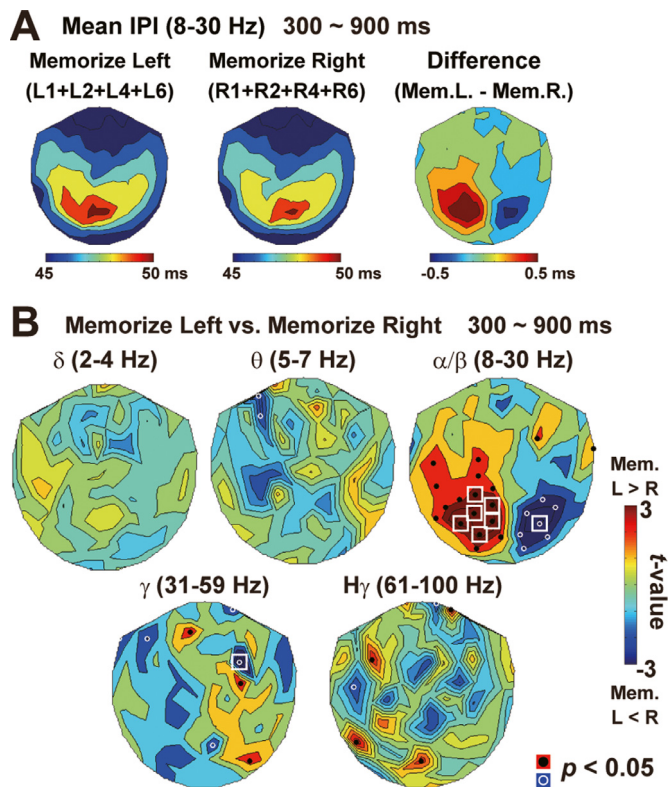 A Mean IPI (8-30 Hz) 300 ~ 900 ms
Memorize Left Memorize Right Difference
(L1+L2+L4+L6) (R1+R2+R4+R6) (Mem.L. - Mem.R.)
45 50 ms 45 50 ms -0.5 0.5 ms
B Memorize Left vs. Memorize Right 300 ~ 900 ms
δ (2-4 Hz) θ (5-7 Hz) α/β (8-30 Hz)
Mem.
L > R
3
t-value
-3
Mem.
L < R
γ (31-59 Hz) Hγ (61-100 Hz)
p < 0.05